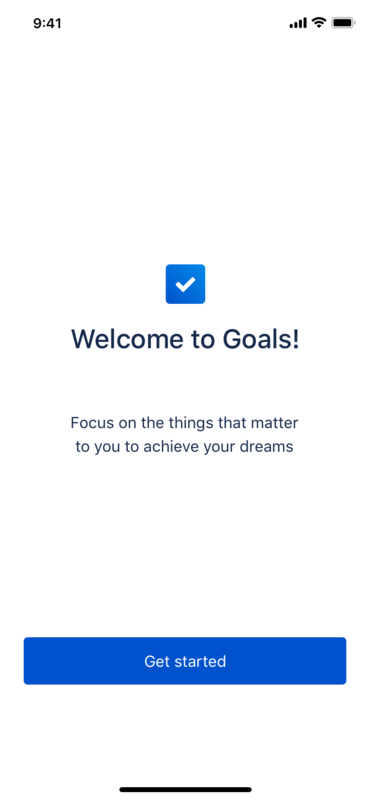 9:41
Welcome to Goals!
Focus on the things that matter
to you to achieve your dreams
Get started